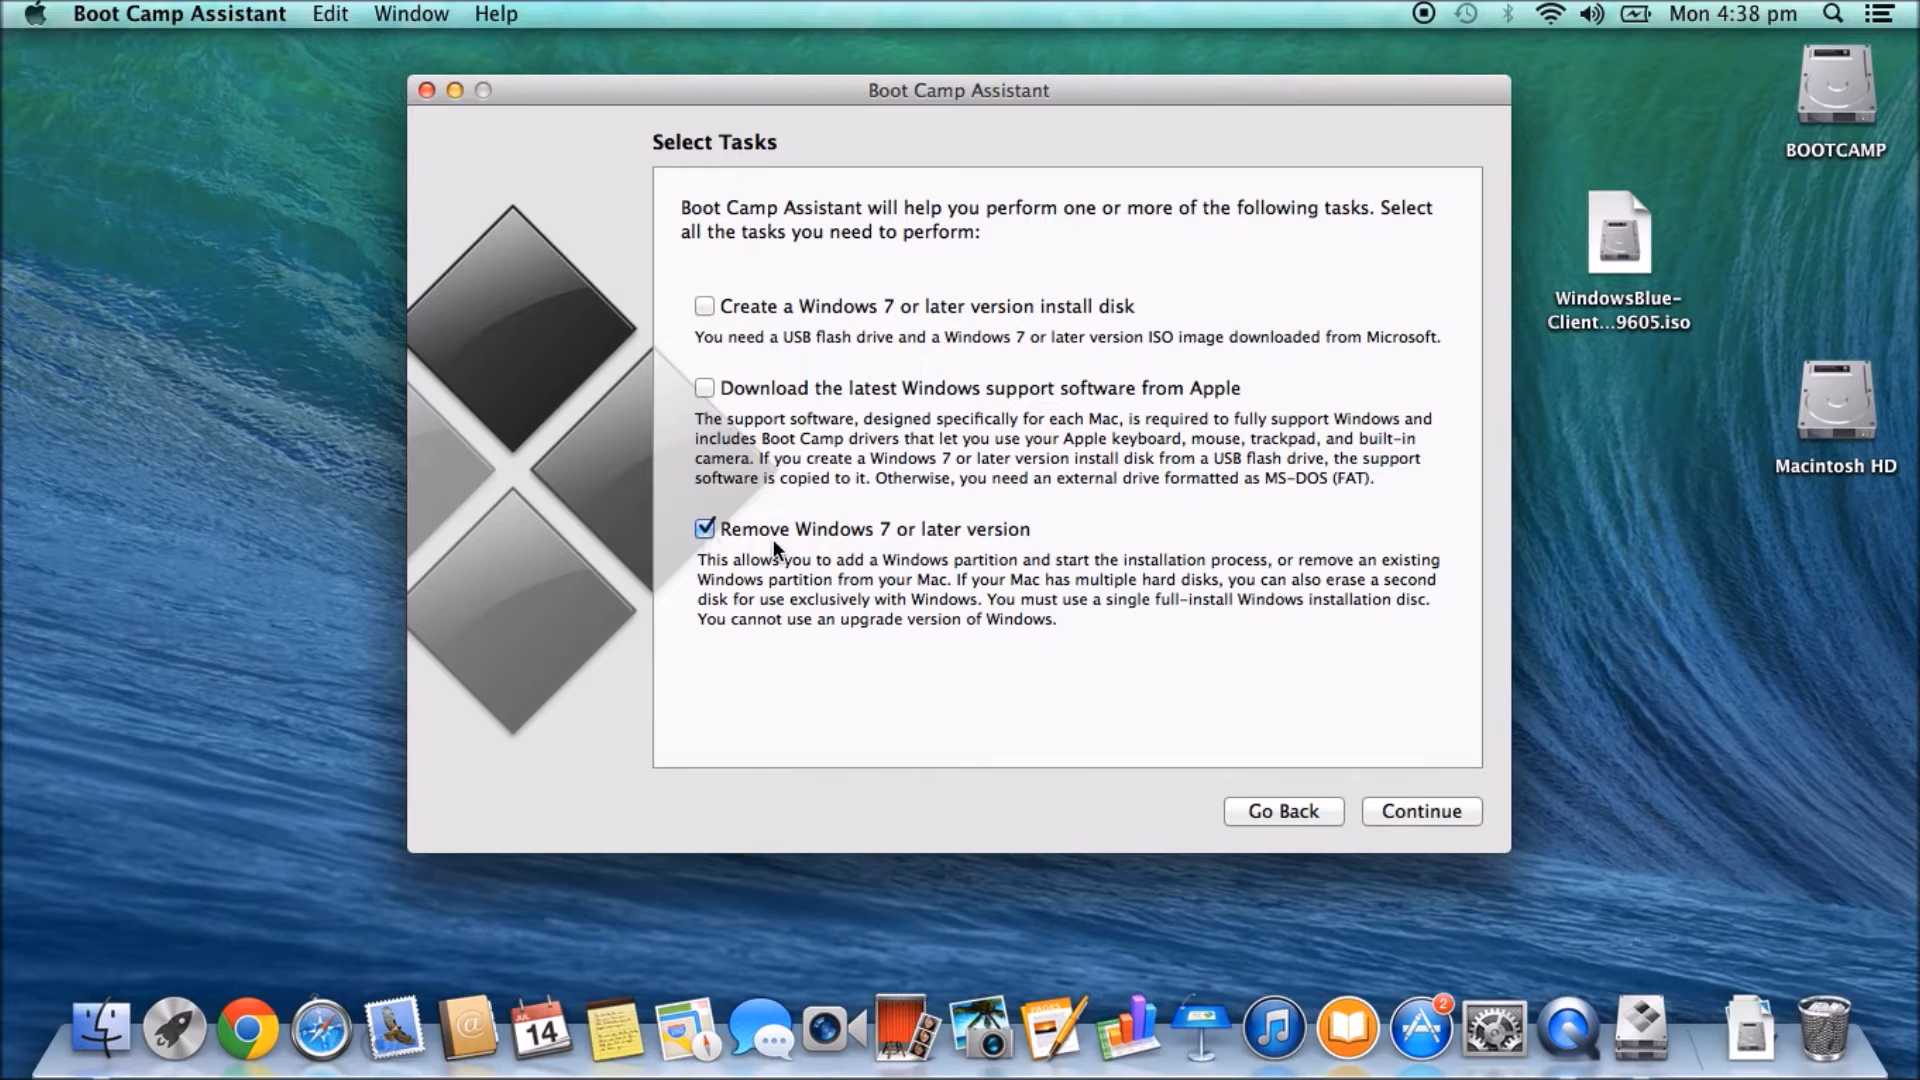 Boot Camp Assistant Edit Window Help Mon 4:38 pm
Boot Camp Assistant
BOOTCAMP
Select Tasks
Boot Camp Assistant will help you perform one or more of the following tasks. Select
all the tasks you need to perform:
Create a Windows 7 or later version install disk
You need a USB flash drive and a Windows 7 or later version ISO image downloaded from Microsoft.
WindowsBlue-
Client...9605.iso
Download the latest Windows support software from Apple
The support software, designed specifically for each Mac, is required to fully support Windows and
includes Boot Camp drivers that let you use your Apple keyboard, mouse, trackpad, and built-in
camera. If you create a Windows 7 or later version install disk from a USB flash drive, the support
software is copied to it. Otherwise, you need an external drive formatted as MS-DOS (FAT).
Macintosh HD
Remove Windows 7 or later version
This allows you to add a Windows partition and start the installation process, or remove an existing
Windows partition from your Mac. If your Mac has multiple hard disks, you can also erase a second
disk for use exclusively with Windows. You must use a single full-install Windows installation disc.
You cannot use an upgrade version of Windows.
Go Back
Continue
JUL
14
PAGES
2